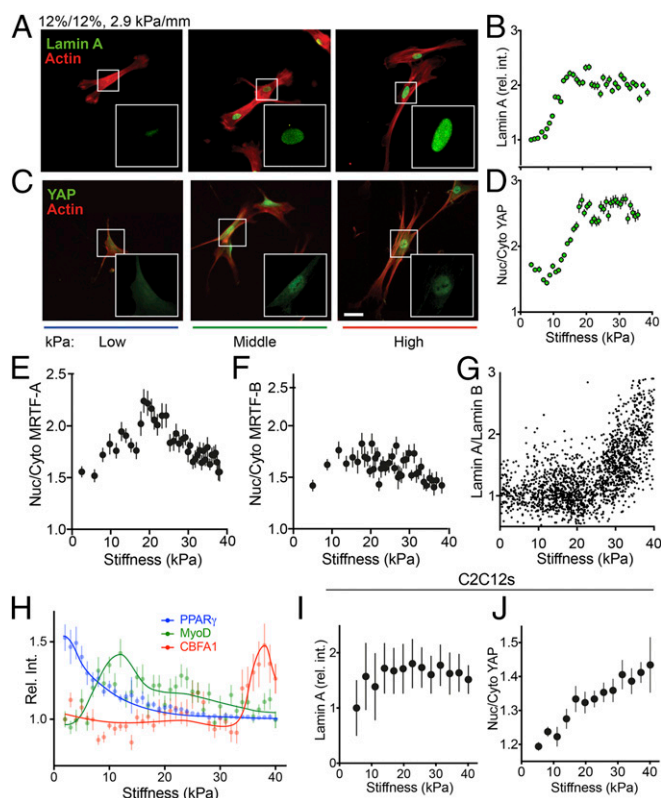 12%/12%, 2.9 kPa/mm
A
Lamin A
Actin
B
Lamin A (rel. int.)
2
1
C
YAP
Actin
D
Nuc/Cyto YAP
3
2
1
0 10 20 30 40
Stiffness (kPa)
kPa: Low Middle High
E
Nuc/Cyto MRTF-A
2.5
2.0
1.5
1.0
0 10 20 30 40
Stiffness (kPa)
F
Nuc/Cyto MRTF-B
2.5
2.0
1.5
1.0
0 10 20 30 40
Stiffness (kPa)
G
Lamin A/Lamin B
3
2
1
0 10 20 30 40
Stiffness (kPa)
C2C12s
H
PPARγ
MyoD
CBFA1
Rel. Int.
1.5
1.0
0 10 20 30 40
Stiffness (kPa)
I
Lamin A (rel. int.)
2
1
0
0 10 20 30 40
Stiffness (kPa)
J
Nuc/Cyto YAP
1.5
1.4
1.3
1.2
0 10 20 30 40
Stiffness (kPa)